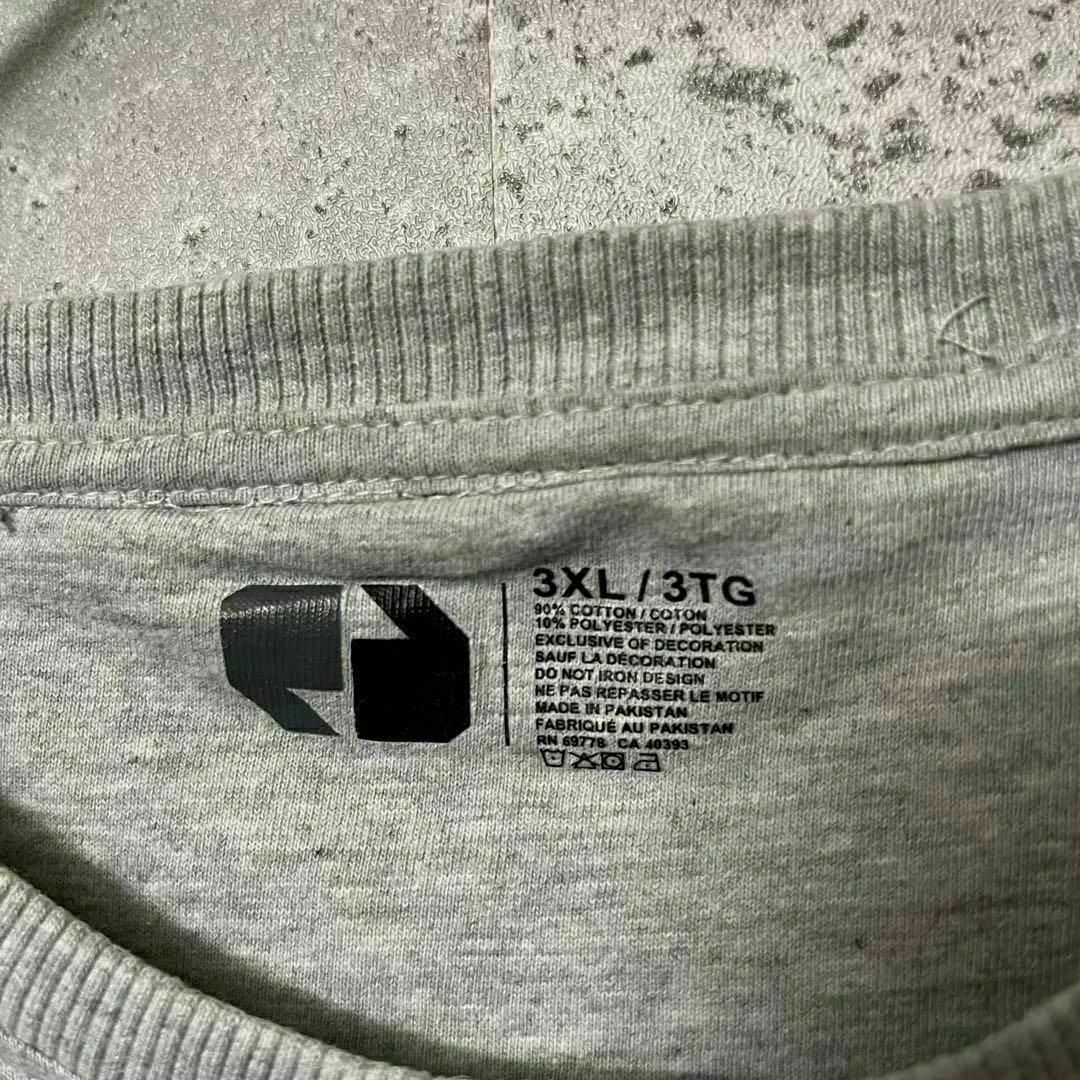 3XL / 3TG
90% COTTON / COTON
10% POLYESTER / POLYESTER
EXCLUSIVE OF DECORATION
SAUF LA DÉCORATION
DO NOT IRON DESIGN
NE PAS REPASSER LE MOTIF
MADE IN PAKISTAN
FABRIQUÉ AU PAKISTAN
RN 69778 CA 40393